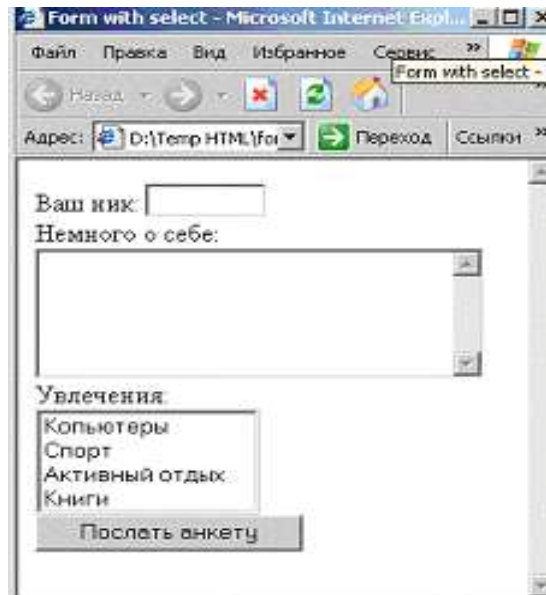 Form with select - Microsoft Internet Expl...
Файл Правка Вид Избранное Сервис »
Form with select -
Назад
Адрес: D:\Temp HTML\for Переход Ссылки »
Ваш ник:
Немного о себе:
Увлечения:
Копьютеры
Спорт
Активный отдых
Книги
Послать анкету